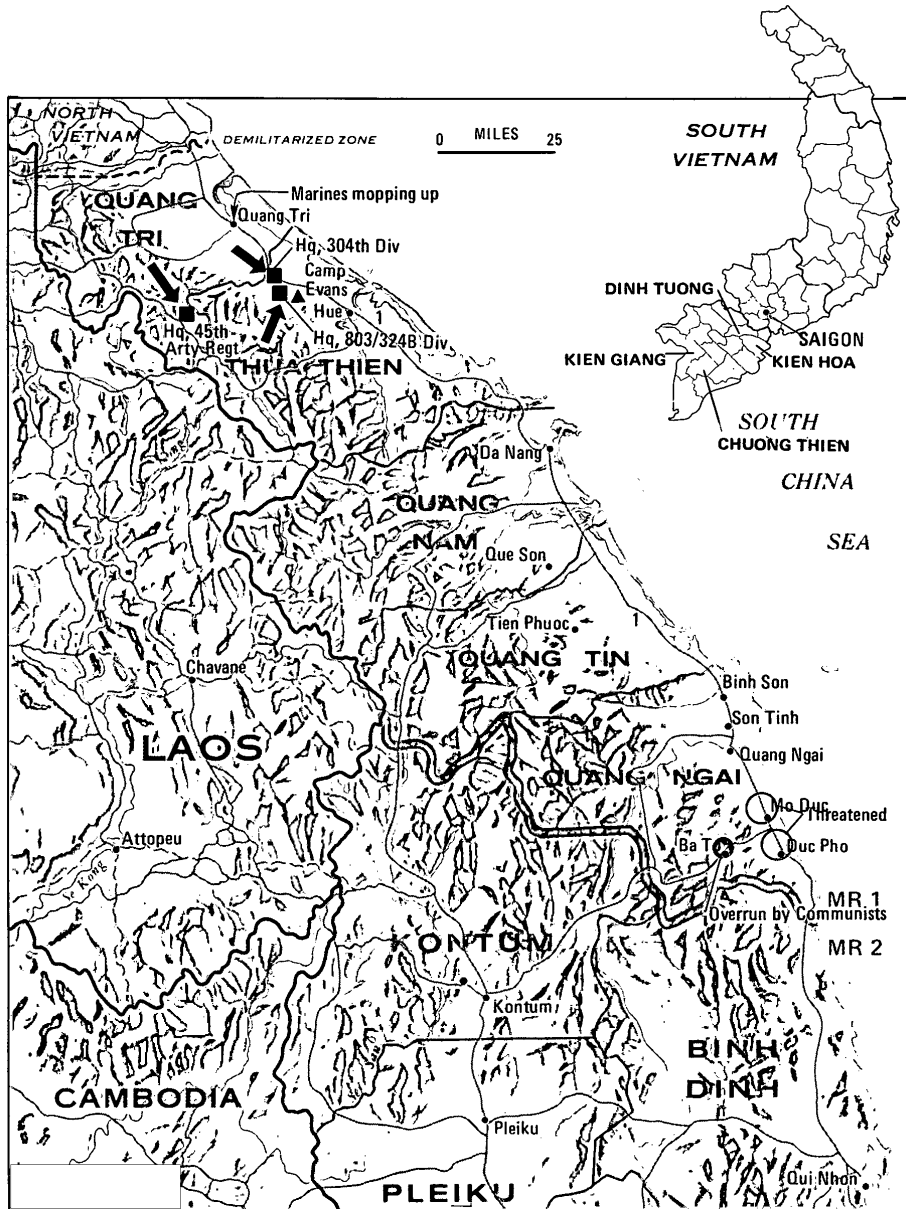 NORTH
VIETNAM
DEMILITARIZED ZONE
0 MILES 25
SOUTH
VIETNAM
QUANG
TRI
Marines mopping up
Quang Tri
Hq, 304th Div
Camp
Evans
Hue
1
Hq, 45th
Arty Regt
Hq, 803/324B Div
THUA THIEN
DINH TUONG
SAIGON
KIEN GIANG
KIEN HOA
SOUTH
CHUONG THIEN
CHINA
SEA
Da Nang
QUANG
NAM
Que Son
Tien Phuoc
1
QUANG TIN
Chavane
Binh Son
Son Tinh
LAOS
Quang Ngai
QUANG NGAI
Mo Duc
Threatened
Attopeu
Ba To
Duc Pho
Se Kong
MR 1
Overrun by Communists
MR 2
KONTUM
Kontum
BINH
DINH
CAMBODIA
Pleiku
Qui Nhon
PLEIKU